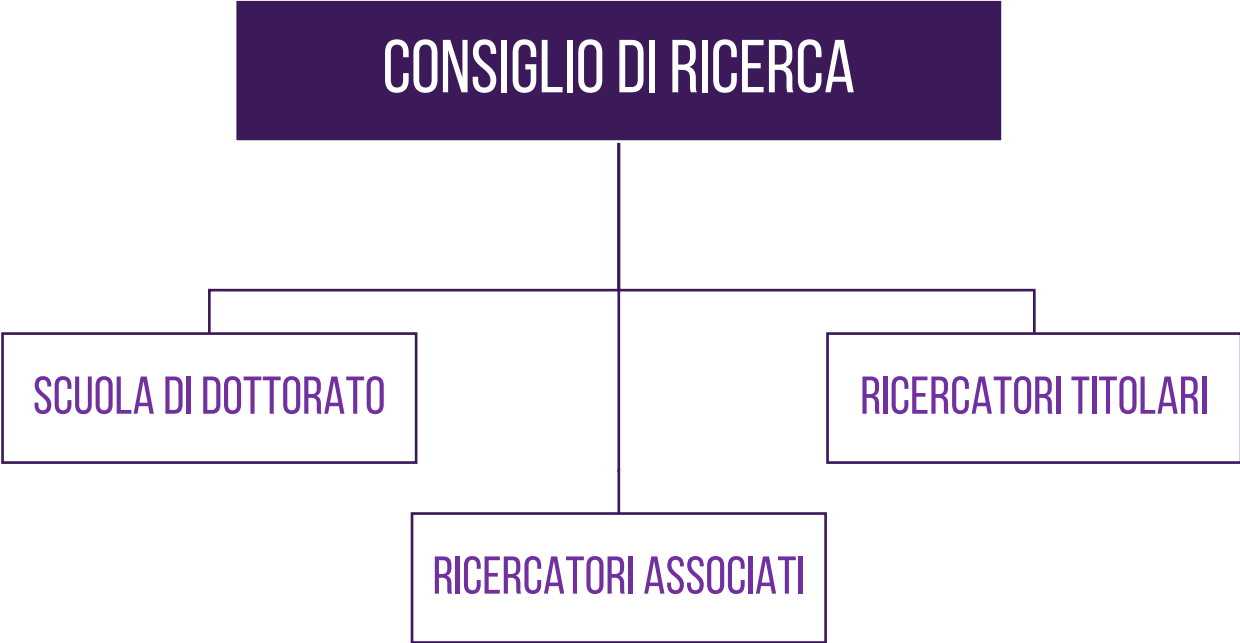 CONSIGLIO DI RICERCA
SCUOLA DI DOTTORATO
RICERCATORI TITOLARI
RICERCATORI ASSOCIATI